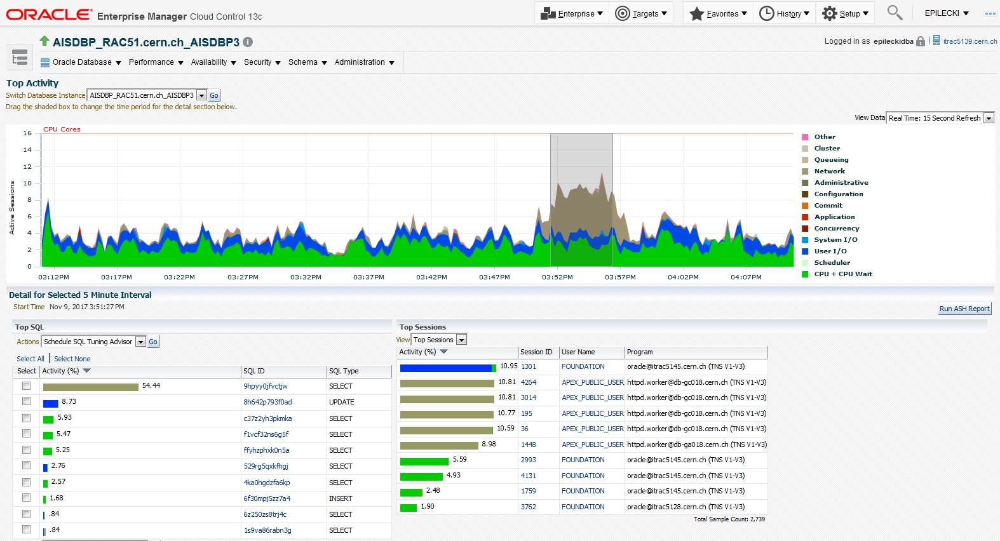 ORACLE Enterprise Manager Cloud Control 13c
Enterprise Targets Favorites History Setup EPILECKI
AISDBP_RAC51.cern.ch_AISDBP3
Logged in as epileckidba itrac5139.cern.ch
Oracle Database Performance Availability Security Schema Administration
Top Activity
Switch Database Instance AISDBP_RAC51.cern.ch_AISDBP3 Go
Drag the shaded box to change the time period for the detail section below.
View Data Real Time: 15 Second Refresh
CPU Cores
16
14
12
10
8
6
4
2
0
Active Sessions
03:12PM 03:17PM 03:22PM 03:27PM 03:32PM 03:37PM 03:42PM 03:47PM 03:52PM 03:57PM 04:02PM 04:07PM
Other
Cluster
Queueing
Network
Administrative
Configuration
Commit
Application
Concurrency
System I/O
User I/O
Scheduler
CPU + CPU Wait
Detail for Selected 5 Minute Interval
Start Time Nov 9, 2017 3:51:27 PM
Run ASH Report
Top SQL
Actions Schedule SQL Tuning Advisor Go
Select All Select None
Select Activity (%) SQL ID SQL Type
54.44 9hpyy0jfvctjw SELECT
8.73 8h642p793f0ad UPDATE
5.93 c37z2yh3pkmka SELECT
5.47 f1vcf32ns6g5f SELECT
5.25 ffyhzphxk0n5a SELECT
2.76 529rg5qxkfhgj SELECT
2.57 4ka0hgdzfa6kp SELECT
1.68 6f30mpj5zz7a4 INSERT
.84 6z250zs8trj4c SELECT
.84 1s9va86rabn3g SELECT
Top Sessions
View Top Sessions
Activity (%) Session ID User Name Program
10.95 1301 FOUNDATION oracle@itrac5145.cern.ch (TNS V1-V3)
10.81 4264 APEX_PUBLIC_USER httpd.worker@db-gc018.cern.ch (TNS V1-V3)
10.81 3014 APEX_PUBLIC_USER httpd.worker@db-gc018.cern.ch (TNS V1-V3)
10.77 195 APEX_PUBLIC_USER httpd.worker@db-gc018.cern.ch (TNS V1-V3)
10.59 36 APEX_PUBLIC_USER httpd.worker@db-gc018.cern.ch (TNS V1-V3)
8.98 1448 APEX_PUBLIC_USER httpd.worker@db-ga018.cern.ch (TNS V1-V3)
5.59 2993 FOUNDATION oracle@itrac5145.cern.ch (TNS V1-V3)
4.93 4131 FOUNDATION oracle@itrac5145.cern.ch (TNS V1-V3)
2.48 1759 FOUNDATION oracle@itrac5145.cern.ch (TNS V1-V3)
1.90 3762 FOUNDATION oracle@itrac5128.cern.ch (TNS V1-V3)
Total Sample Count: 2,739